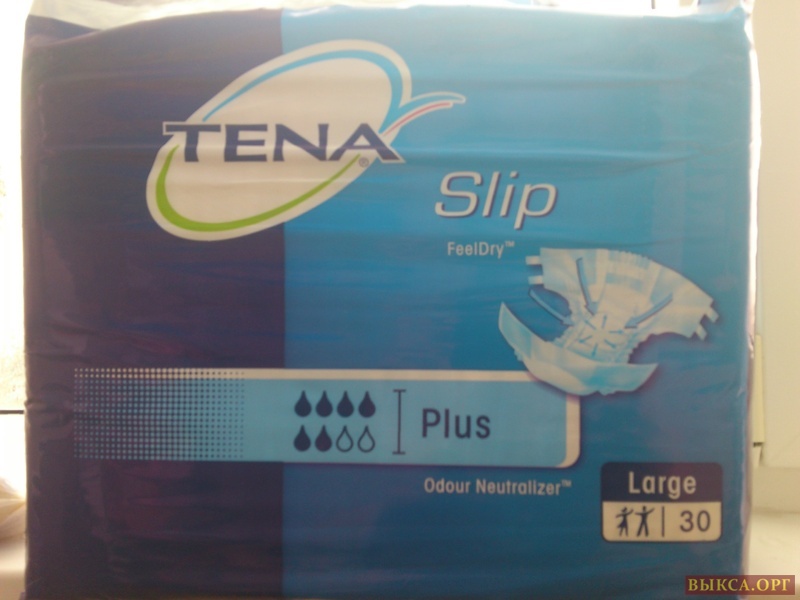 TENA®
Slip
FeelDry™
Plus
Odour Neutralizer™
Large
30
ВЫКСА.ОРГ